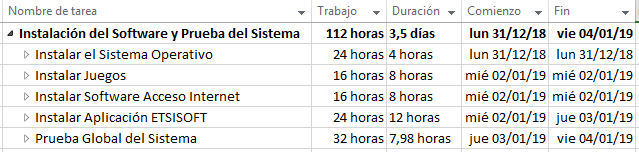 Nombre de tarea Trabajo Duración Comienzo Fin
Instalación del Software y Prueba del Sistema 112 horas 3,5 días lun 31/12/18 vie 04/01/19
Instalar el Sistema Operativo 24 horas 4 horas lun 31/12/18 lun 31/12/18
Instalar Juegos 16 horas 8 horas mié 02/01/19 mié 02/01/19
Instalar Software Acceso Internet 16 horas 8 horas mié 02/01/19 mié 02/01/19
Instalar Aplicación ETSISOFT 24 horas 12 horas mié 02/01/19 jue 03/01/19
Prueba Global del Sistema 32 horas 7,98 horas jue 03/01/19 vie 04/01/19